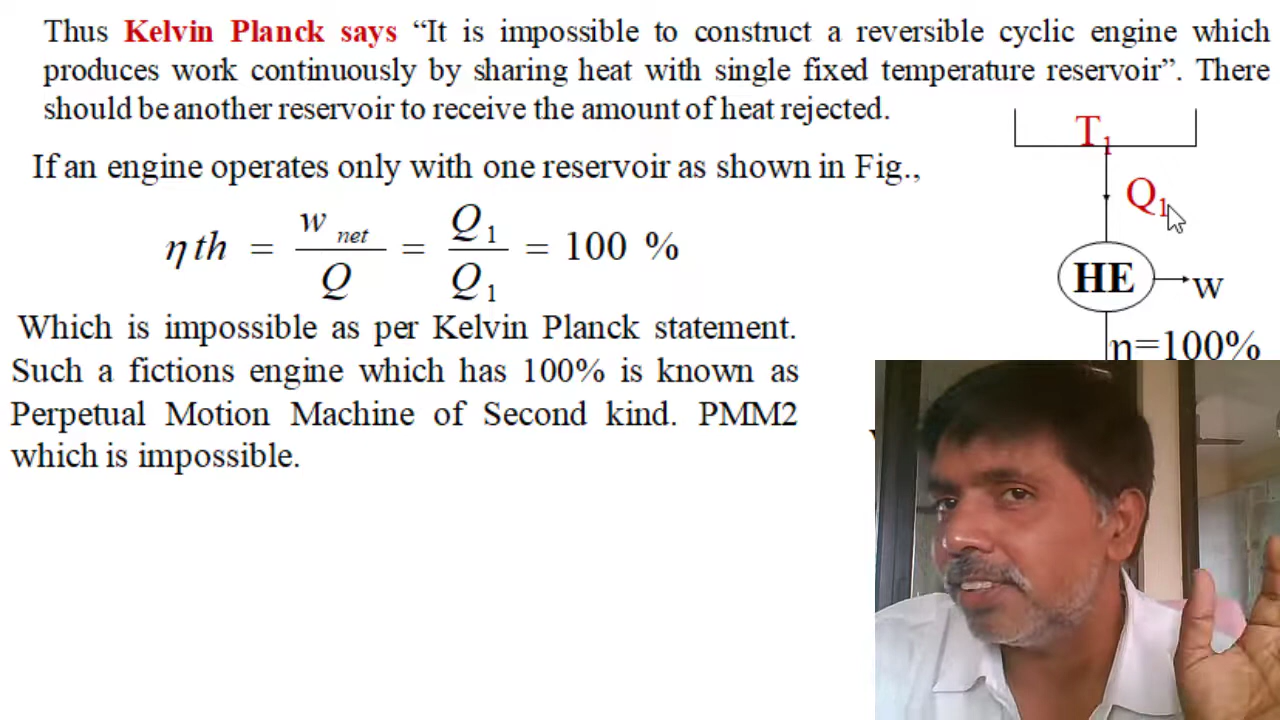 Thus Kelvin Planck says “It is impossible to construct a reversible cyclic engine which
produces work continuously by sharing heat with single fixed temperature reservoir”. There
should be another reservoir to receive the amount of heat rejected.
T1
If an engine operates only with one reservoir as shown in Fig.,
Q1
η th = w net / Q = Q1 / Q1 = 100 %
HE
w
Which is impossible as per Kelvin Planck statement.
η=100%
Such a fictions engine which has 100% is known as
Perpetual Motion Machine of Second kind. PMM2
which is impossible.